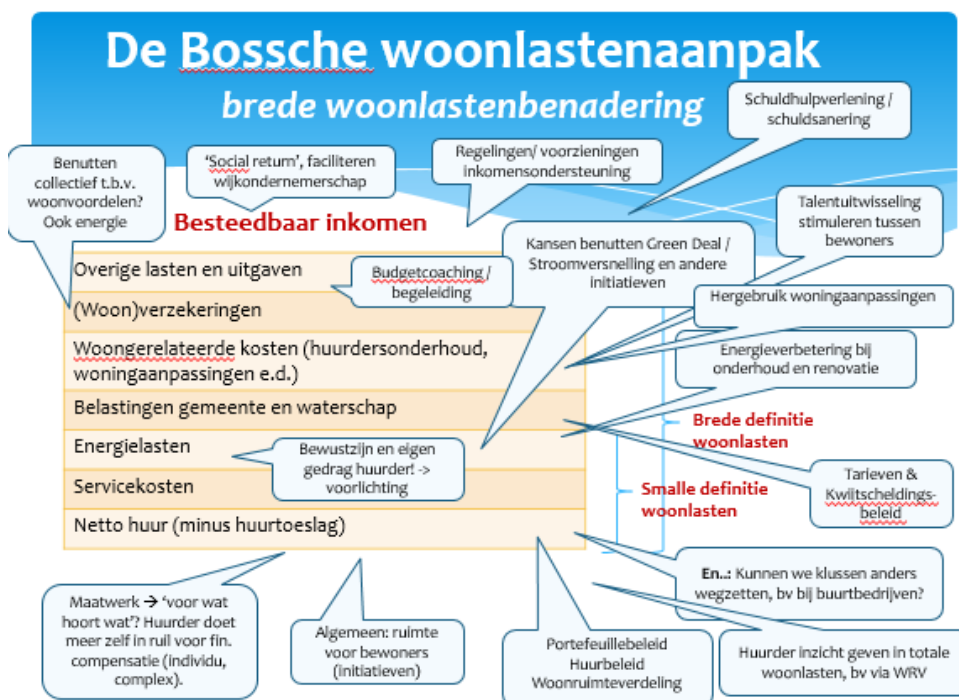 De Bossche woonlastenaanpak
brede woonlastenbenadering
Schuldhulpverlening /
schuldsanering
Benutten
collectief t.b.v.
woonvoordelen?
Ook energie
'Social return', faciliteren
wijkondernemerschap
Regelingen/ voorzieningen
inkomensondersteuning
Talentuitwisseling
stimuleren tussen
bewoners
Besteedbaar inkomen
Kansen benutten Green Deal /
Stroomversnelling en andere
initiatieven
Overige lasten en uitgaven
Budgetcoaching /
begeleiding
Hergebruik woningaanpassingen
(Woon)verzekeringen
Woongerelateerde kosten (huurdersonderhoud,
woningaanpassingen e.d.)
Energieverbetering bij
onderhoud en renovatie
Belastingen gemeente en waterschap
Brede definitie
woonlasten
Energielasten
Bewustzijn en eigen
gedrag huurder! ->
voorlichting
Servicekosten
Smalle definitie
woonlasten
Tarieven &
Kwijtscheldings-
beleid
Netto huur (minus huurtoeslag)
En..: Kunnen we klussen anders
wegzetten, bv bij buurtbedrijven?
Maatwerk → 'voor wat
hoort wat'? Huurder doet
meer zelf in ruil voor fin.
compensatie (individu,
complex).
Algemeen: ruimte
voor bewoners
(initiatieven)
Portefeuillebeleid
Huurbeleid
Woonruimteverdeling
Huurder inzicht geven in totale
woonlasten, bv via WRV